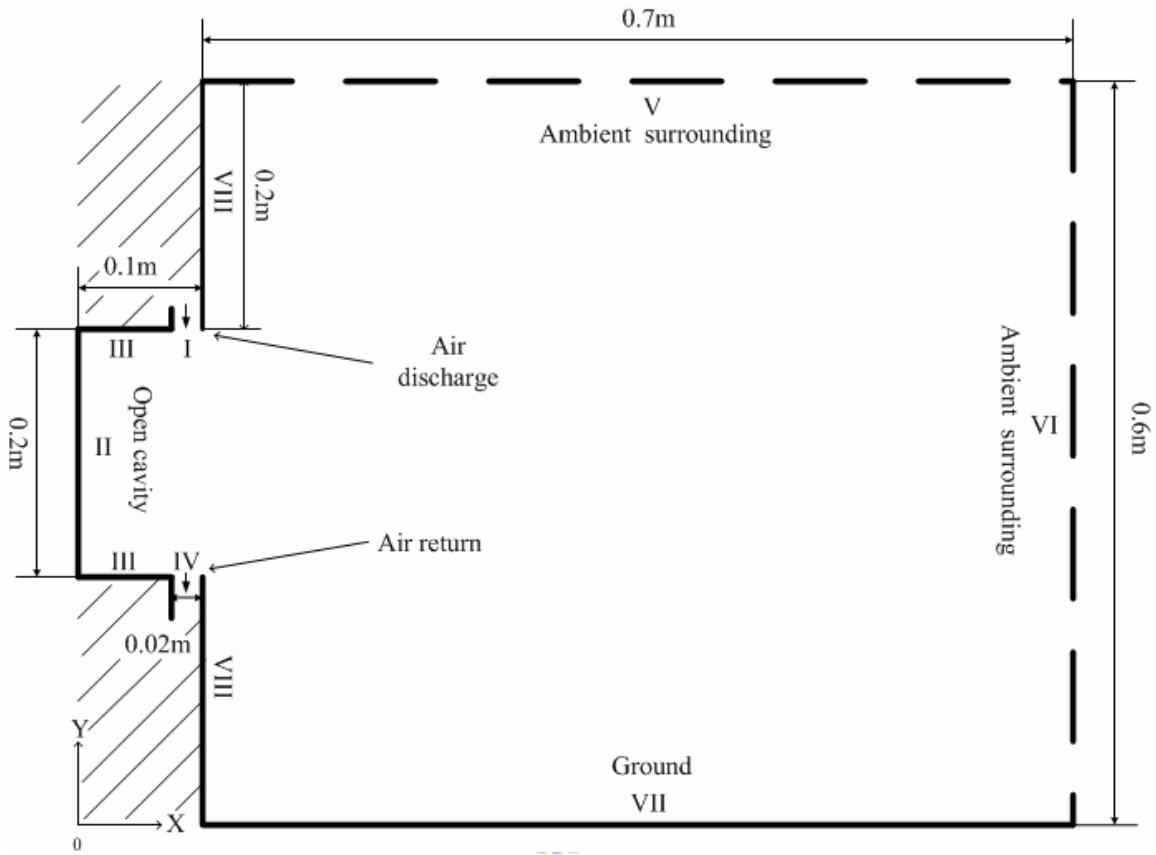 0.7m
V
Ambient surrounding
VIII
0.2m
0.1m
III
I
Air
discharge
0.2m
II
Open cavity
Ambient surrounding
VI
0.6m
III
IV
Air return
0.02m
VIII
Y
X
0
Ground
VII